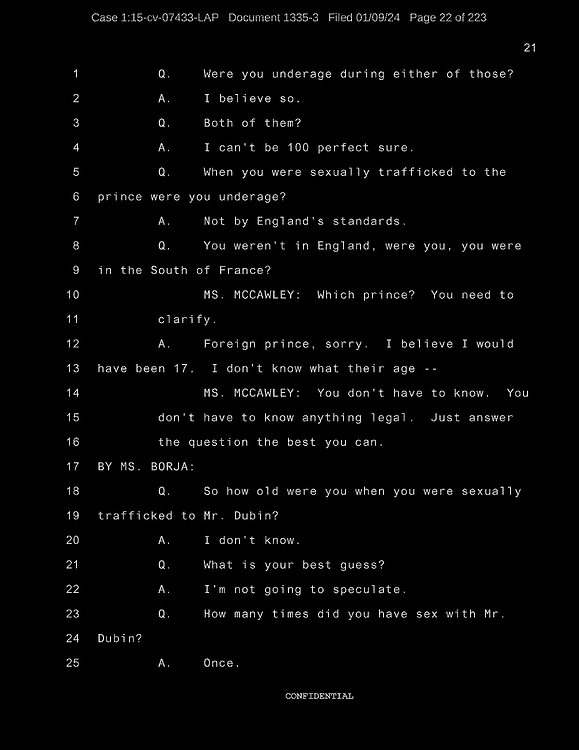 Case 1:15-cv-07433-LAP Document 1335-3 Filed 01/09/24 Page 22 of 223
21
1 Q. Were you underage during either of those?
2 A. I believe so.
3 Q. Both of them?
4 A. I can't be 100 perfect sure.
5 Q. When you were sexually trafficked to the
6 prince were you underage?
7 A. Not by England's standards.
8 Q. You weren't in England, were you, you were
9 in the South of France?
10 MS. MCCAWLEY: Which prince? You need to
11 clarify.
12 A. Foreign prince, sorry. I believe I would
13 have been 17. I don't know what their age --
14 MS. MCCAWLEY: You don't have to know. You
15 don't have to know anything legal. Just answer
16 the question the best you can.
17 BY MS. BORJA:
18 Q. So how old were you when you were sexually
19 trafficked to Mr. Dubin?
20 A. I don't know.
21 Q. What is your best guess?
22 A. I'm not going to speculate.
23 Q. How many times did you have sex with Mr.
24 Dubin?
25 A. Once.
CONFIDENTIAL